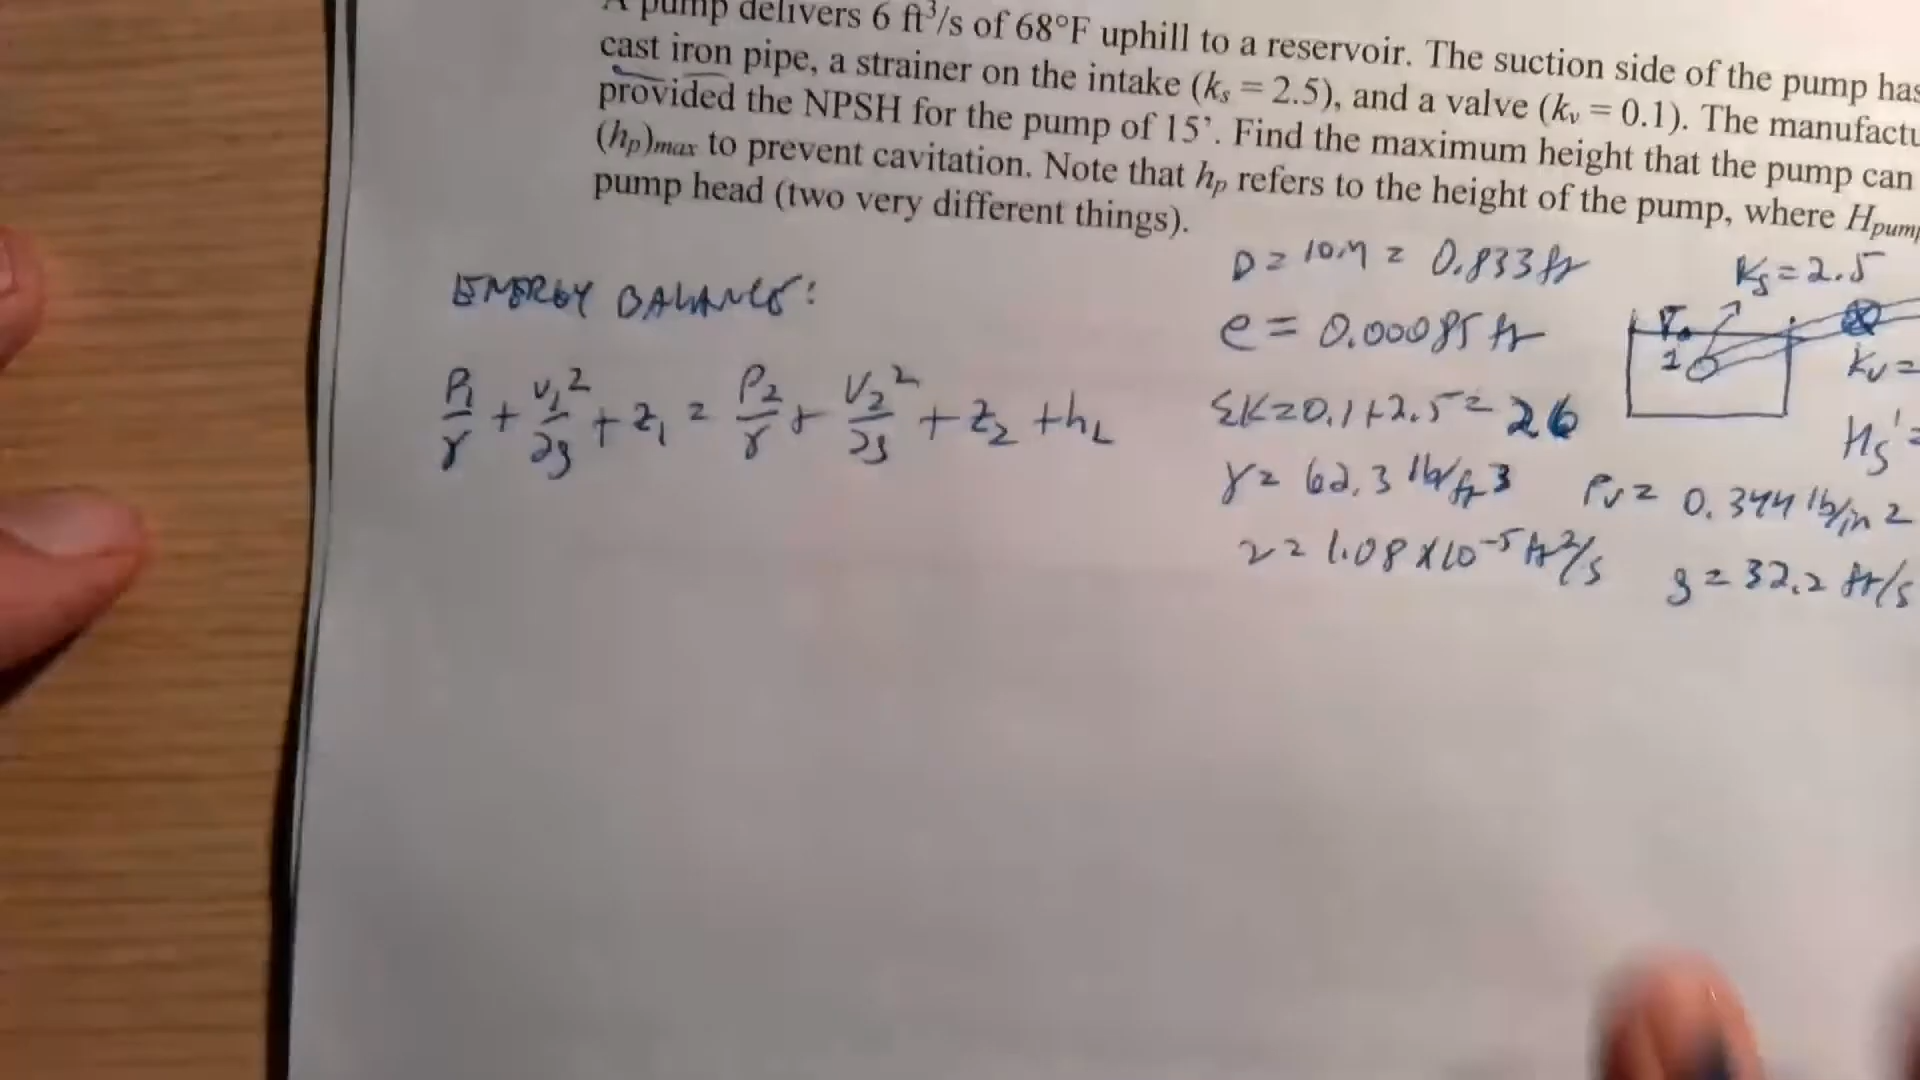 A pump delivers 6 ft³/s of 68°F uphill to a reservoir. The suction side of the pump has
cast iron pipe, a strainer on the intake (kₛ = 2.5), and a valve (kᵥ = 0.1). The manufactu
provided the NPSH for the pump of 15’. Find the maximum height that the pump can
(hₚ)max to prevent cavitation. Note that hₚ refers to the height of the pump, where Hpump
pump head (two very different things).
D = 10 IN = 0.833 ft
Kₛ = 2.5
ENERGY BALANCE:
e = 0.00085 ft
1
Kᵥ =
P₁/γ + V₁²/2g + z₁ = P₂/γ + V₂²/2g + z₂ + hL
ΣK = 0.1 + 2.5 = 2.6
Hₛ' =
γ = 62.3 lb/ft3
Pᵥ = 0.344 lb/in2
ν = 1.08 x 10⁻⁵ ft²/s
g = 32.2 ft/s